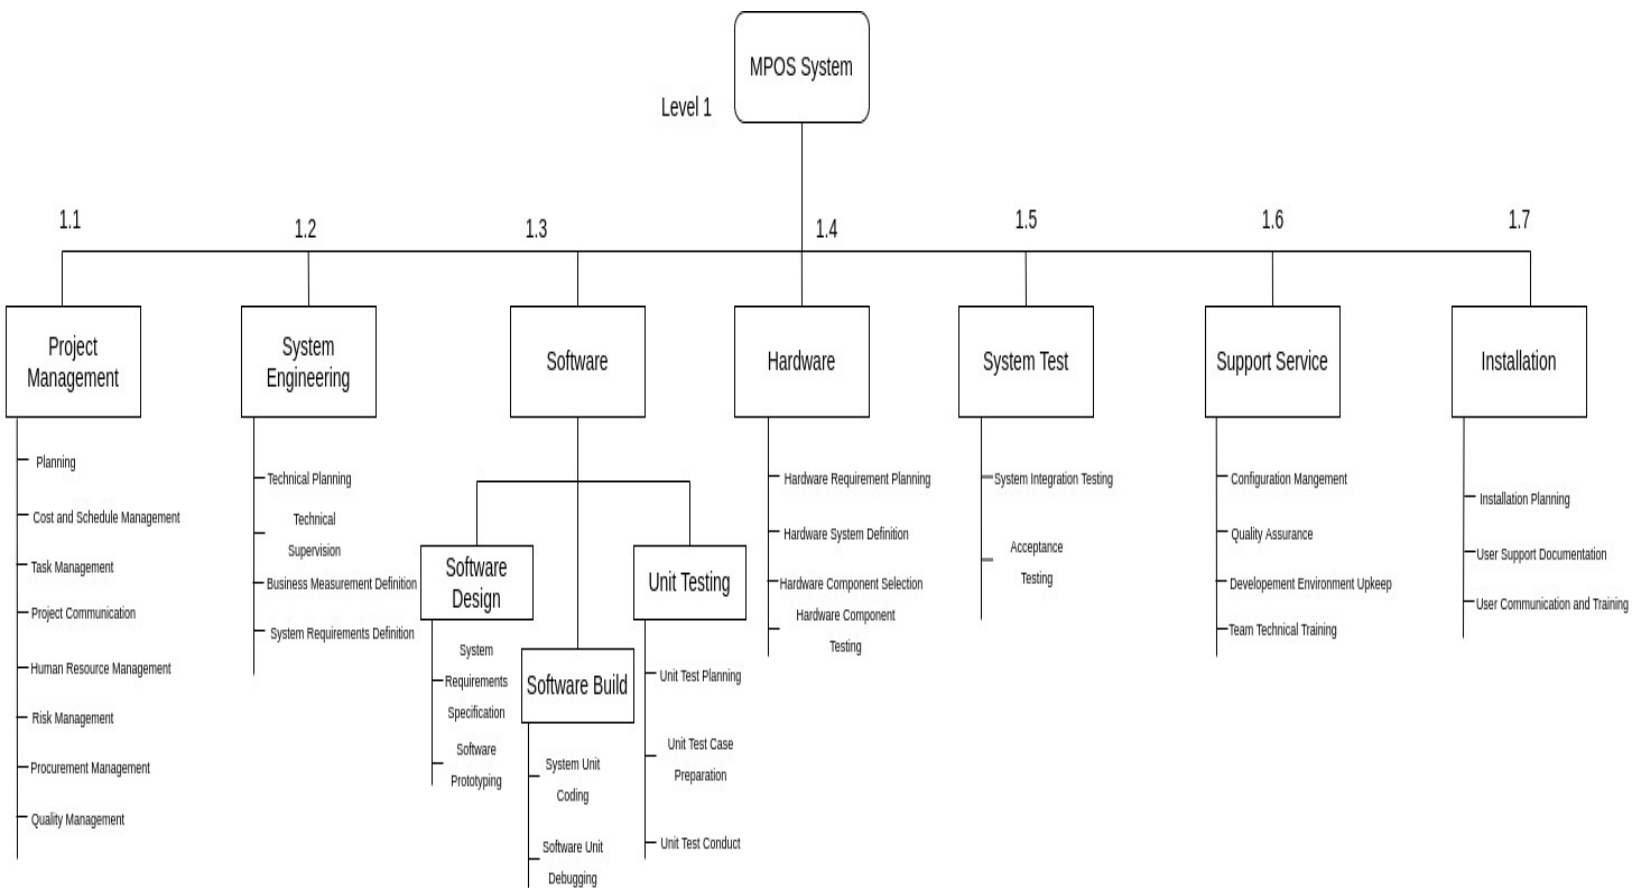 MPOS System
Level 1
1.1
1.2
1.3
1.4
1.5
1.6
1.7
Project
Management
System
Engineering
Software
Hardware
System Test
Support Service
Installation
Planning
Cost and Schedule Management
Task Management
Project Communication
Human Resource Management
Risk Management
Procurement Management
Quality Management
Technical Planning
Technical
Supervision
Business Measurement Definition
System Requirements Definition
Software
Design
System
Requirements
Specification
Software
Prototyping
Software Build
System Unit
Coding
Software Unit
Debugging
Unit Testing
Unit Test Planning
Unit Test Case
Preparation
Unit Test Conduct
Hardware Requirement Planning
Hardware System Definition
Hardware Component Selection
Hardware Component
Testing
System Integration Testing
Acceptance
Testing
Configuration Mangement
Quality Assurance
Developement Environment Upkeep
Team Technical Training
Installation Planning
User Support Documentation
User Communication and Training